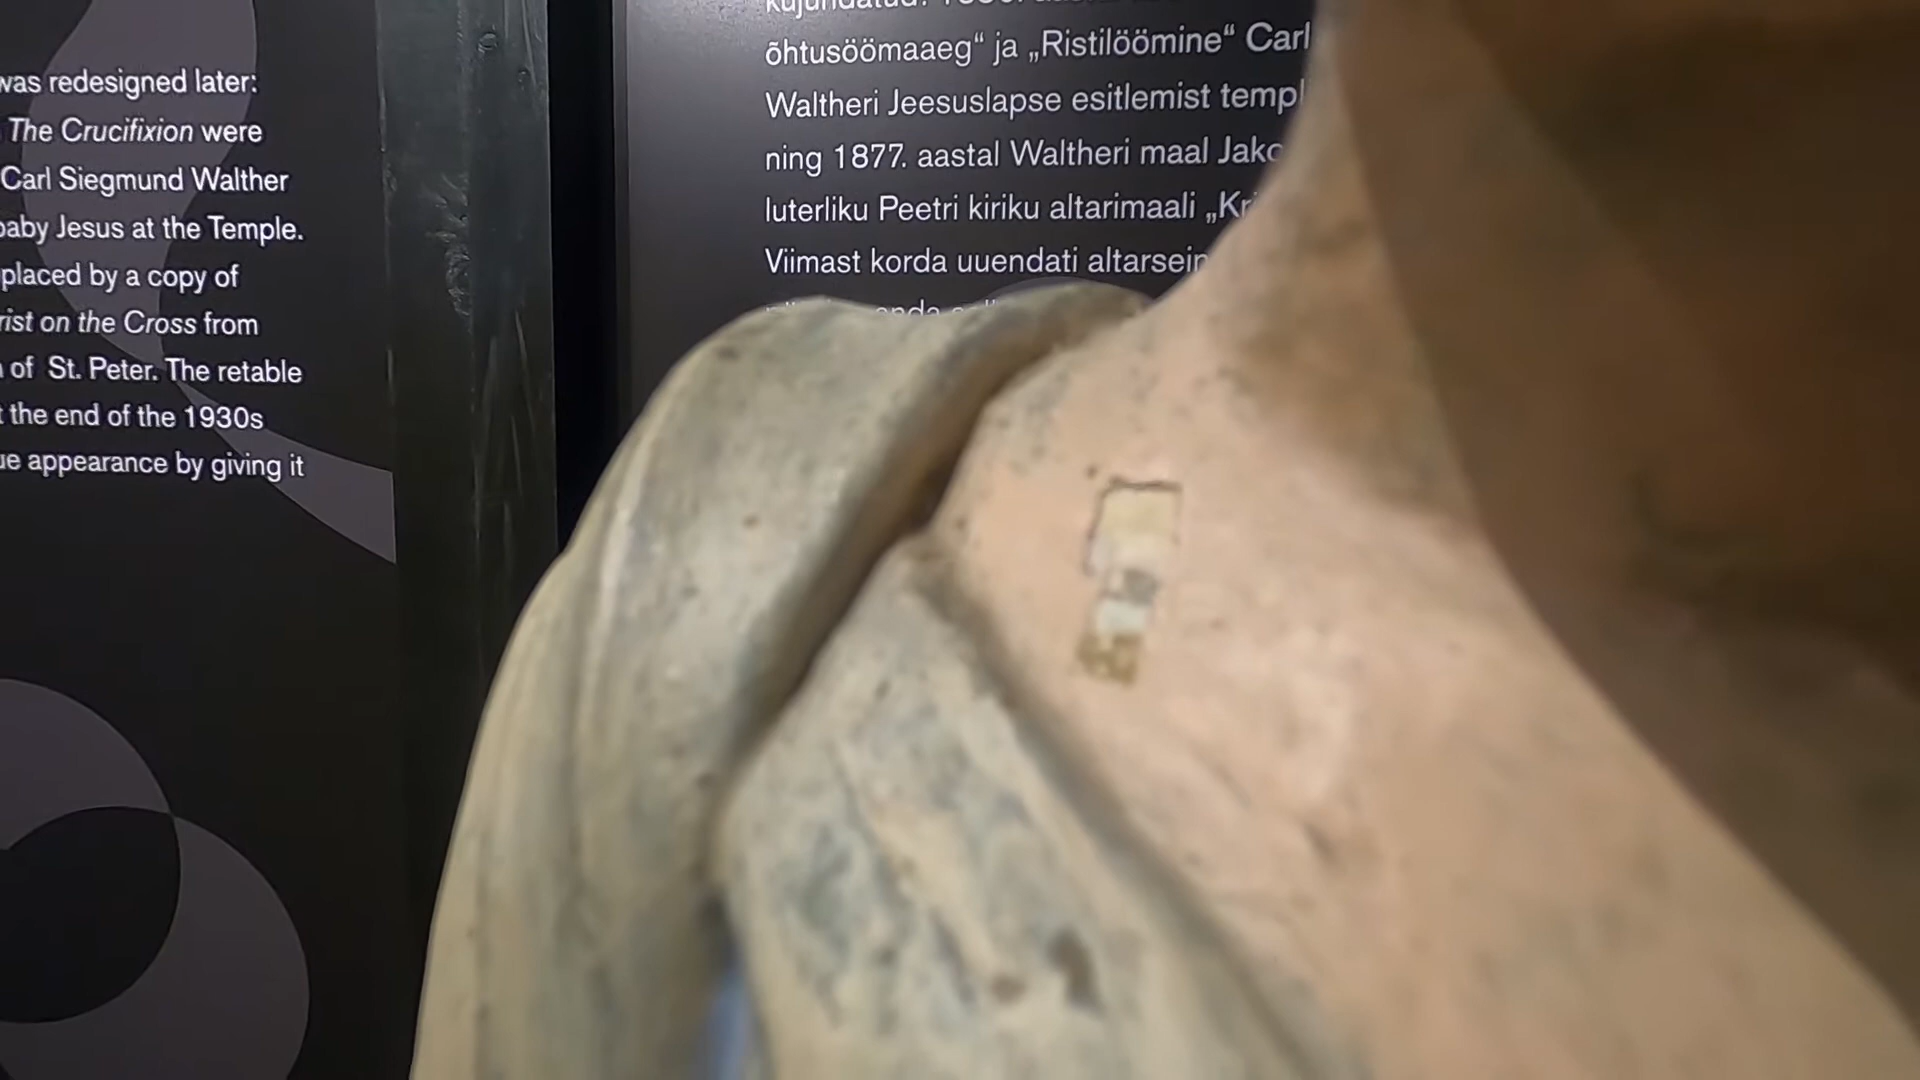 was redesigned later:
The Crucifixion were
Carl Siegmund Walther
baby Jesus at the Temple.
placed by a copy of
rist on the Cross from
of St. Peter. The retable
the end of the 1930s
ue appearance by giving it
õhtusöömaaeg“ ja „Ristilöömine“ Carl
Waltheri Jeesuslapse esitlemist templ
ning 1877. aastal Waltheri maal Jako
luterliku Peetri kiriku altarimaali „Kri
Viimast korda uuendati altarsein